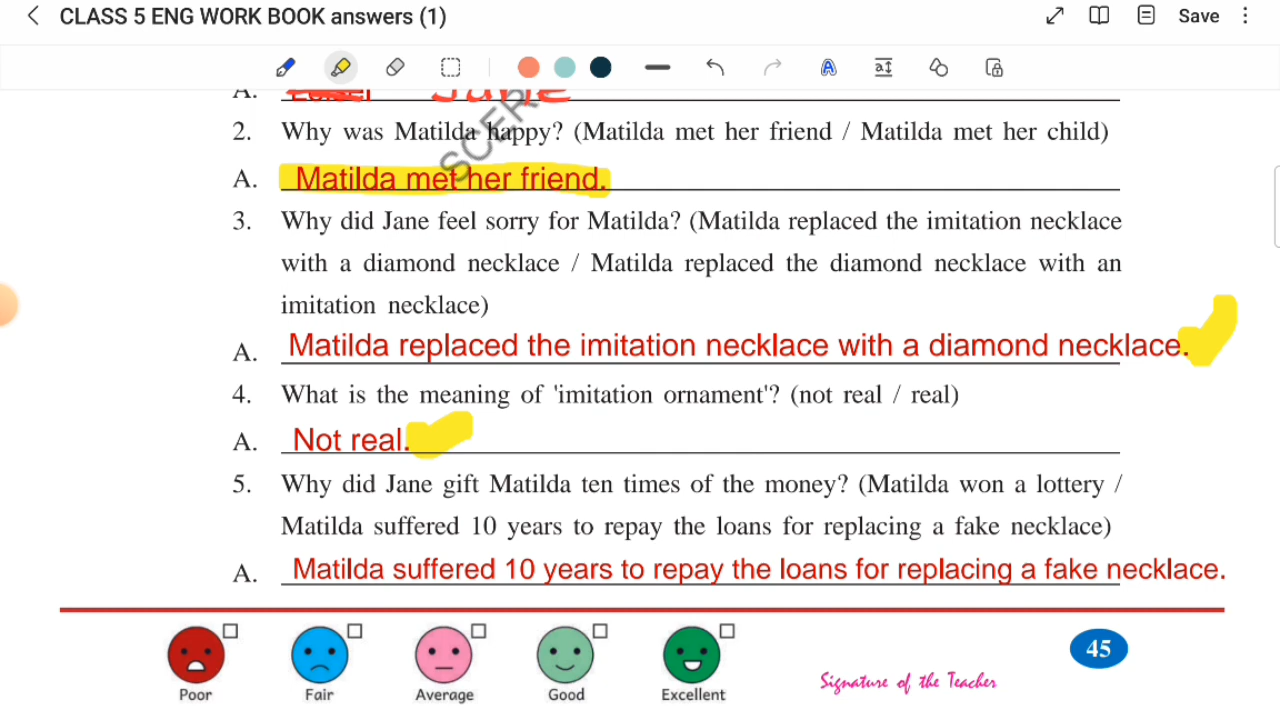 CLASS 5 ENG WORK BOOK answers (1)
Save
A. Jane
2. Why was Matilda happy? (Matilda met her friend / Matilda met her child)
SCER
A. Matilda met her friend.
3. Why did Jane feel sorry for Matilda? (Matilda replaced the imitation necklace
with a diamond necklace / Matilda replaced the diamond necklace with an
imitation necklace)
A. Matilda replaced the imitation necklace with a diamond necklace.
4. What is the meaning of 'imitation ornament'? (not real / real)
A. Not real.
5. Why did Jane gift Matilda ten times of the money? (Matilda won a lottery /
Matilda suffered 10 years to repay the loans for replacing a fake necklace)
A. Matilda suffered 10 years to repay the loans for replacing a fake necklace.
Poor Fair Average Good Excellent
Signature of the Teacher
45